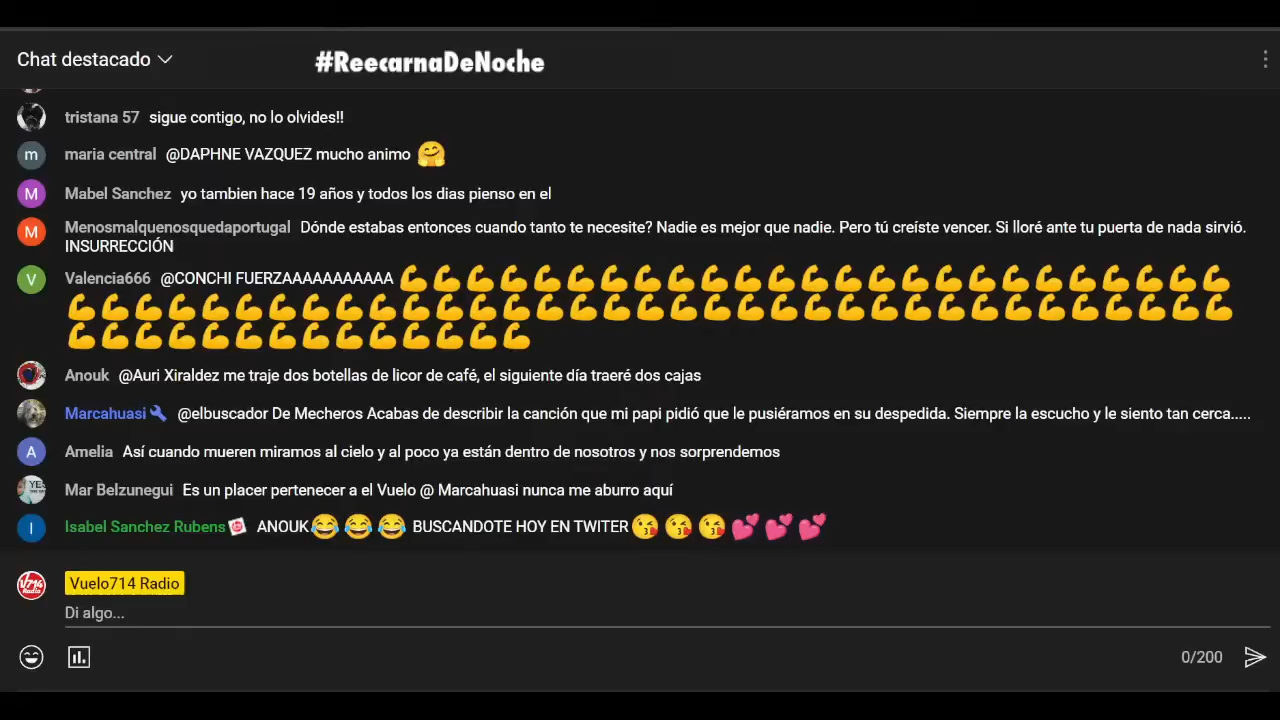 Chat destacado
#ReecarnaDeNoche
tristana 57 sigue contigo, no lo olvides!!
m
maria central @DAPHNE VAZQUEZ mucho animo 🤗
M
Mabel Sanchez yo tambien hace 19 años y todos los dias pienso en el
M
Menosmalquenosquedaportugal Dónde estabas entonces cuando tanto te necesite? Nadie es mejor que nadie. Pero tú creíste vencer. Si lloré ante tu puerta de nada sirvió.
INSURRECCIÓN
V
Valencia666 @CONCHI FUERZAAAAAAAAAAA 💪💪💪💪💪💪💪💪💪💪💪💪💪💪💪💪💪💪💪💪💪💪💪💪💪
💪💪💪💪💪💪💪💪💪💪💪💪💪💪💪💪💪💪💪💪💪💪💪💪💪💪💪💪💪💪💪💪💪💪💪
💪💪💪💪💪💪💪💪💪💪💪💪💪💪
Anouk @Auri Xiraldez me traje dos botellas de licor de café, el siguiente día traeré dos cajas
Marcahuasi @elbuscador De Mecheros Acabas de describir la canción que mi papi pidió que le pusiéramos en su despedida. Siempre la escucho y le siento tan cerca.....
A
Amelia Así cuando mueren miramos al cielo y al poco ya están dentro de nosotros y nos sorprendemos
YES
Mar Belzunegui Es un placer pertenecer a el Vuelo @ Marcahuasi nunca me aburro aquí
I
Isabel Sanchez Rubens ANOUK😂😂😂 BUSCANDOTE HOY EN TWITER😘😘😘💕💕💕
V714 Radio
Vuelo714 Radio
Di algo...
0/200